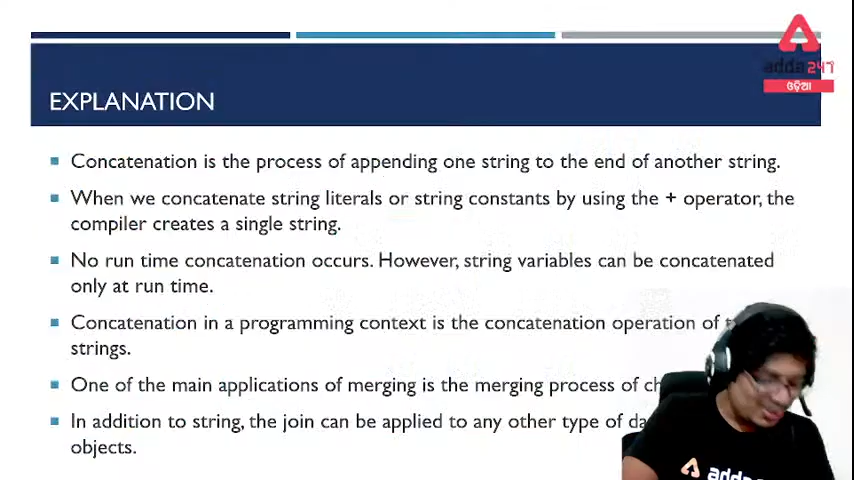 adda247
ଓଡ଼ିଆ
EXPLANATION
Concatenation is the process of appending one string to the end of another string.
When we concatenate string literals or string constants by using the + operator, the
compiler creates a single string.
No run time concatenation occurs. However, string variables can be concatenated
only at run time.
Concatenation in a programming context is the concatenation operation of
strings.
One of the main applications of merging is the merging process of
In addition to string, the join can be applied to any other type of
objects.
adda